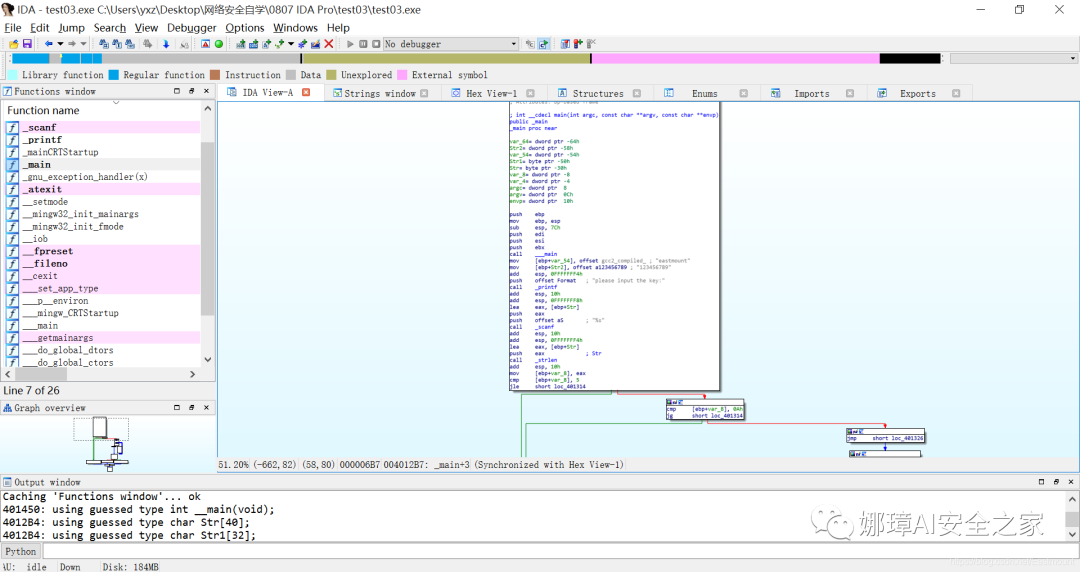 IDA - test03.exe C:\Users\yxz\Desktop\网络安全自学\0807 IDA Pro\test03\test03.exe
File Edit Jump Search View Debugger Options Windows Help
No debugger
Library function Regular function Instruction Data Unexplored External symbol
Functions window
IDA View-A Strings window Hex View-1 Structures Enums Imports Exports
Function name
_scanf
_printf
_mainCRTStartup
_main
_gnu_exception_handler(x)
_atexit
__setmode
__mingw32_init_mainargs
__mingw32_init_fmode
__iob
__fpreset
__fileno
__cexit
___set_app_type
___p__environ
___mingw_CRTStartup
___main
___getmainargs
___do_global_dtors
___do_global_ctors
Line 7 of 26
Graph overview
; Attributes: bp-based frame
; int __cdecl main(int argc, const char **argv, const char **envp)
public _main
_main proc near
var_64= dword ptr -64h
Str2= dword ptr -58h
var_54= dword ptr -54h
Str1= byte ptr -50h
Str= byte ptr -30h
var_8= dword ptr -8
var_4= dword ptr -4
argc= dword ptr 8
argv= dword ptr 0Ch
envp= dword ptr 10h
push ebp
mov ebp, esp
sub esp, 7Ch
push edi
push esi
push ebx
call ___main
mov [ebp+var_54], offset gcc2_compiled_ ; "eastmount"
mov [ebp+Str2], offset a123456789 ; "123456789"
add esp, 0FFFFFFF4h
push offset Format ; "please input the key:"
call _printf
add esp, 10h
add esp, 0FFFFFFF8h
lea eax, [ebp+Str]
push eax
push offset aS ; "%s"
call _scanf
add esp, 10h
add esp, 0FFFFFFF4h
lea eax, [ebp+Str]
push eax ; Str
call _strlen
add esp, 10h
mov [ebp+var_8], eax
cmp [ebp+var_8], 5
jle short loc_401314
cmp [ebp+var_8], 0Ah
jg short loc_401314
jmp short loc_401326
51.20% (-662,82) (58,80) 000006B7 004012B7: _main+3 (Synchronized with Hex View-1)
Output window
Caching 'Functions window'... ok
401450: using guessed type int __main(void);
4012B4: using guessed type char Str[40];
4012B4: using guessed type char Str1[32];
Python
AU: idle Down Disk: 184MB
娜璋AI安全之家